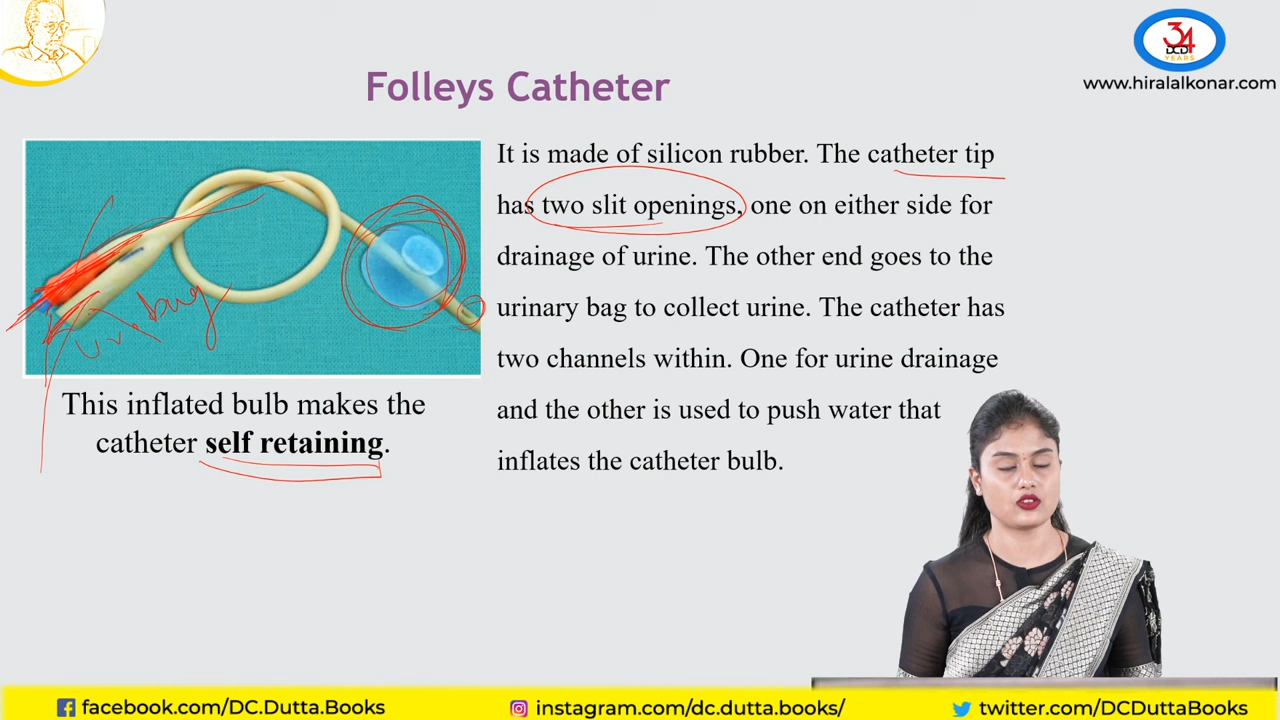 34
DCD
YEARS
www.hiralalkonar.com
Folleys Catheter
It is made of silicon rubber. The catheter tip
has two slit openings, one on either side for
drainage of urine. The other end goes to the
urinary bag to collect urine. The catheter has
two channels within. One for urine drainage
and the other is used to push water that
inflates the catheter bulb.
bag
This inflated bulb makes the
catheter self retaining.
facebook.com/DC.Dutta.Books
instagram.com/dc.dutta.books/
twitter.com/DCDuttaBooks